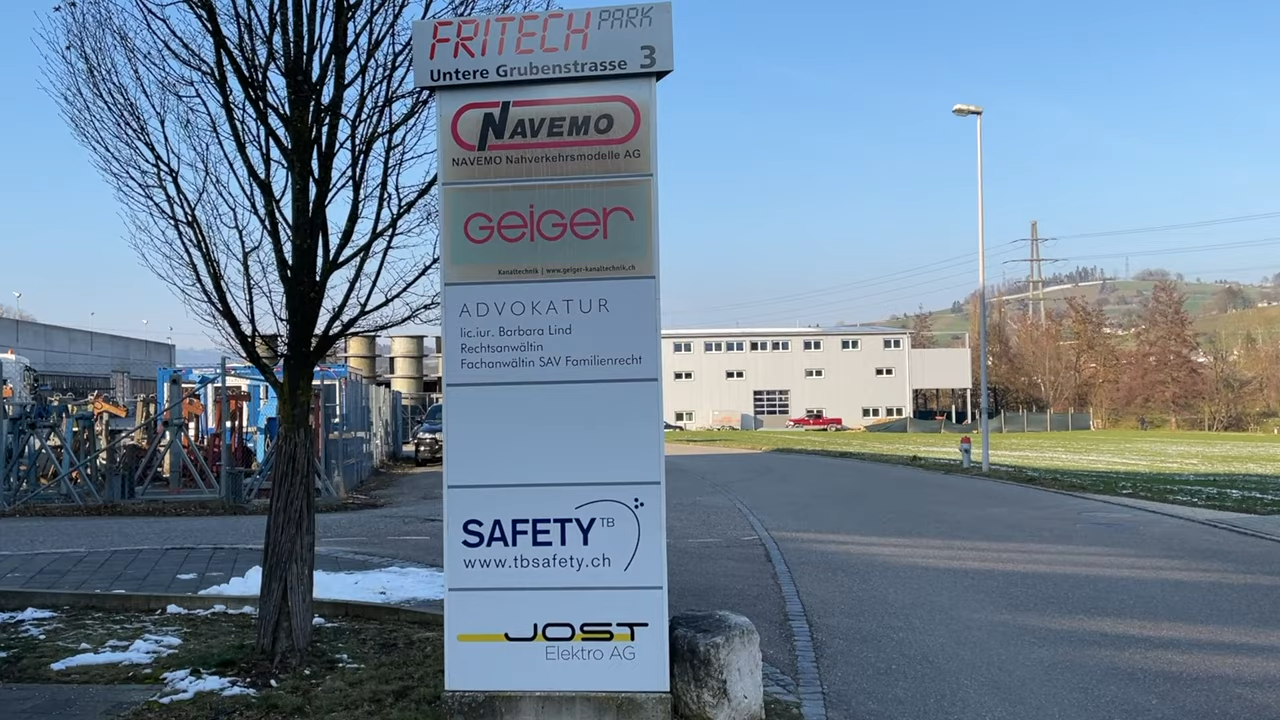 FRITECH PARK
Untere Grubenstrasse 3
NAVEMO
NAVEMO Nahverkehrsmodelle AG
Geiger
Kanaltechnik | www.geiger-kanaltechnik.ch
ADVOKATUR
lic.iur. Barbara Lind
Rechtsanwältin
Fachanwältin SAV Familienrecht
SAFETY TB
www.tbsafety.ch
JOST
Elektro AG